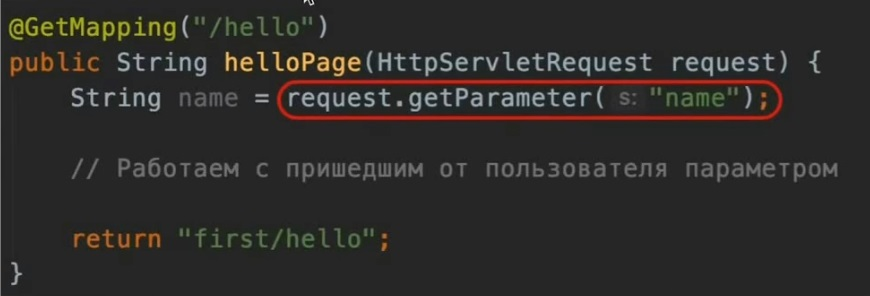 @GetMapping("/hello")
public String helloPage(HttpServletRequest request) {
String name = request.getParameter( s: "name");
// Работаем с пришедшим от пользователя параметром
return "first/hello";
}